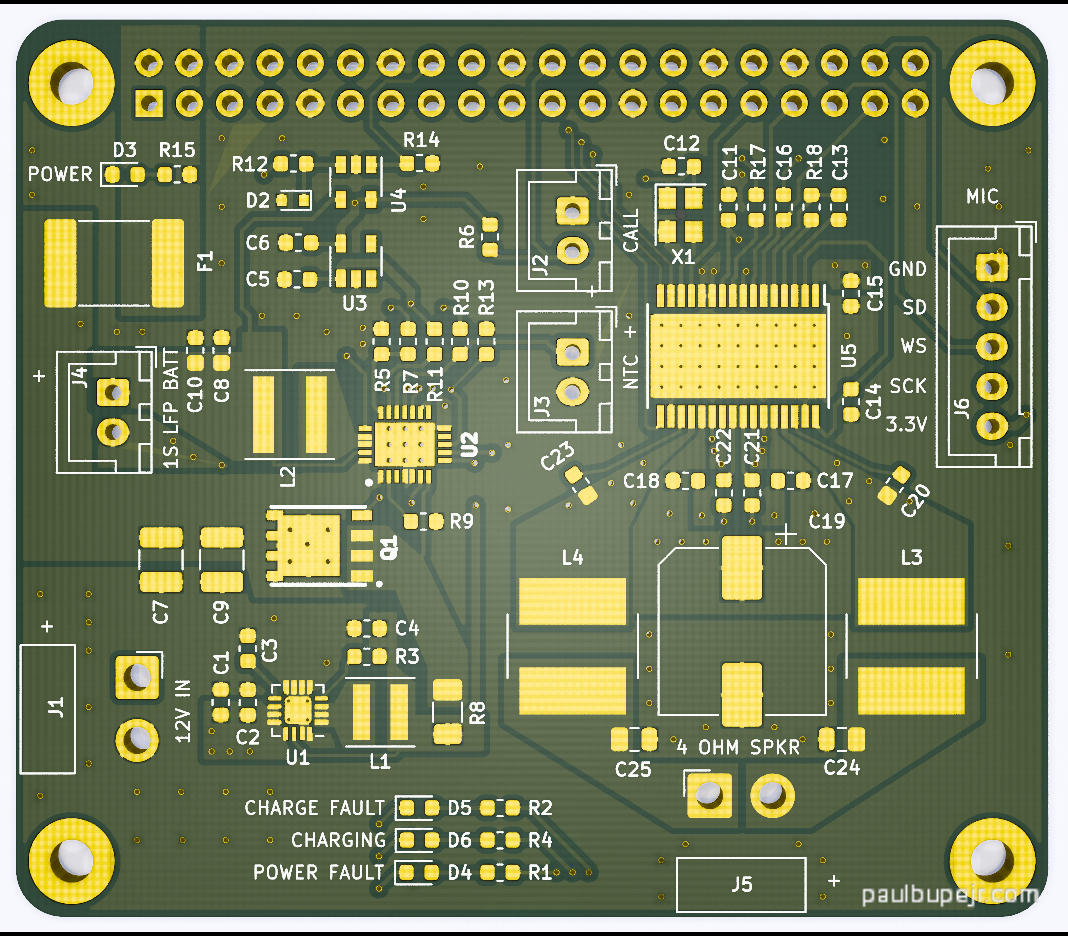 R14
D3 R15
POWER
R12
C12
C11 R17 C16 R18 C13
D2
U4
MIC
CALL
C6
R6
F1
J2
X1
GND
C5
U3
+
C15
SD
R10 R13
+
WS
J4
+
C10 C8
1S LFP BATT
R5 R7 R11
NTC
J3
U5
C14
SCK
J6
3.3V
U2
C22 C21
C23
L2
C18
C17
C20
R9
C19
+
Q1
L4
L3
C7
C9
+
C4
C3
R3
C1
J1
12V IN
C2
R8
U1
L1
4 OHM SPKR
C25
C24
CHARGE FAULT D5 R2
CHARGING D6 R4
POWER FAULT D4 R1
J5 +
paulbupejr.com